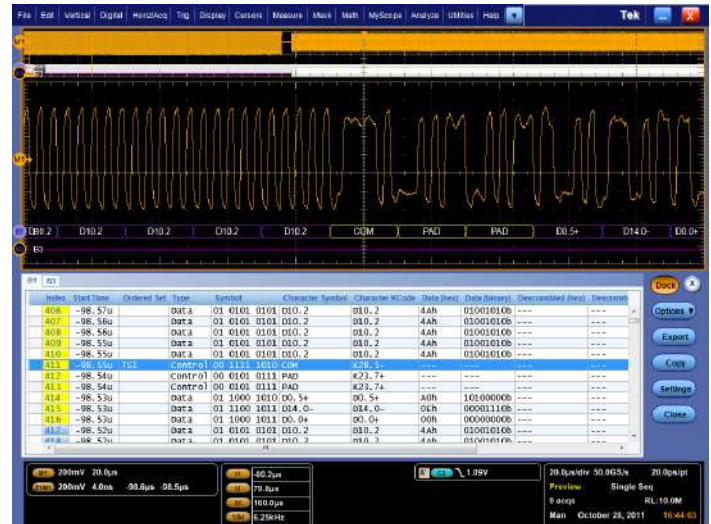 File Edit Vertical Digital Horiz/Acq Trig Display Cursors Measure Mask Math MyScope Analyze Utilities Help Tek X
D10.2 D10.2 D10.2 D10.2 COM PAD PAD D0.5+ D14.0- D0.0+
B3
B1 B3
Index Start Time Ordered Set Type Symbol Character Symbol Character KCode Data (hex) Data (binary) Descrambled (hex)
406 -98.57u Data 01 0101 0101 D10.2 D10.2 4Ah 01001010b --- ---
407 -98.56u Data 01 0101 0101 D10.2 D10.2 4Ah 01001010b --- ---
408 -98.56u Data 01 0101 0101 D10.2 D10.2 4Ah 01001010b --- ---
409 -98.55u Data 01 0101 0101 D10.2 D10.2 4Ah 01001010b --- ---
410 -98.55u Data 01 0101 0101 D10.2 D10.2 4Ah 01001010b --- ---
411 -98.55u TS1 Control 00 1111 1010 COM K28.5- --- --- --- ---
412 -98.54u Control 00 0101 0111 PAD K23.7+ --- --- --- ---
413 -98.54u Control 00 0101 0111 PAD K23.7+ --- --- --- ---
414 -98.53u Data 01 1000 1010 D0.5+ D0.5+ A0h 10100000b --- ---
415 -98.53u Data 01 1100 1011 D14.0- D14.0- 0Eh 00001110b --- ---
416 -98.53u Data 01 1000 1011 D0.0+ D0.0+ 00h 00000000b --- ---
417 -98.52u Data 01 0101 0101 D10.2 D10.2 4Ah 01001010b --- ---
418 -98.52u Data 01 0101 0101 D10.2 D10.2 4Ah 01001010b --- ---
Dock X
Options
Export
Copy
Settings
Close
200mV 20.0µs
200mV 4.0ns -98.6µs -98.5µs
-80.2µs
79.8µs
160.0µs
6.25kHz
1.09V
20.0µs/div 50.0GS/s 20.0ps/pt
Preview Single Seq
0 acqs RL:10.0M
Man October 28, 2011 16:44:03